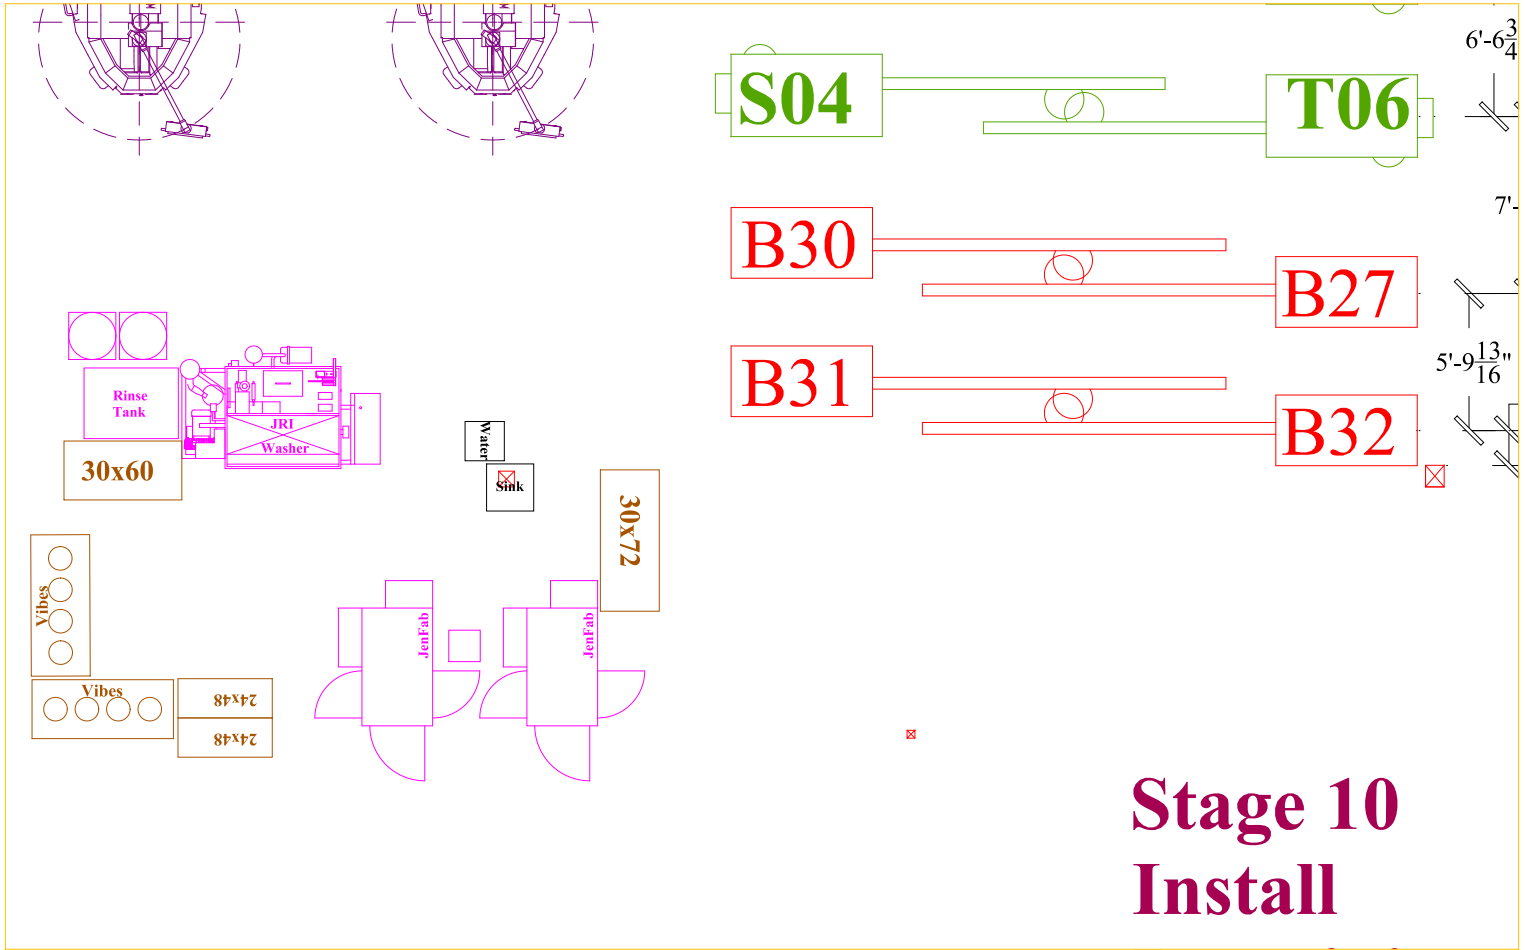 6'-6 3/4
S04
T06
7'-
B30
B27
5'-9 13/16"
B31
B32
Rinse
Tank
JRI
Washer
30x60
Water
Sink
30x72
Vibes
JenFab
JenFab
Vibes
24x48
24x48
Stage 10
Install